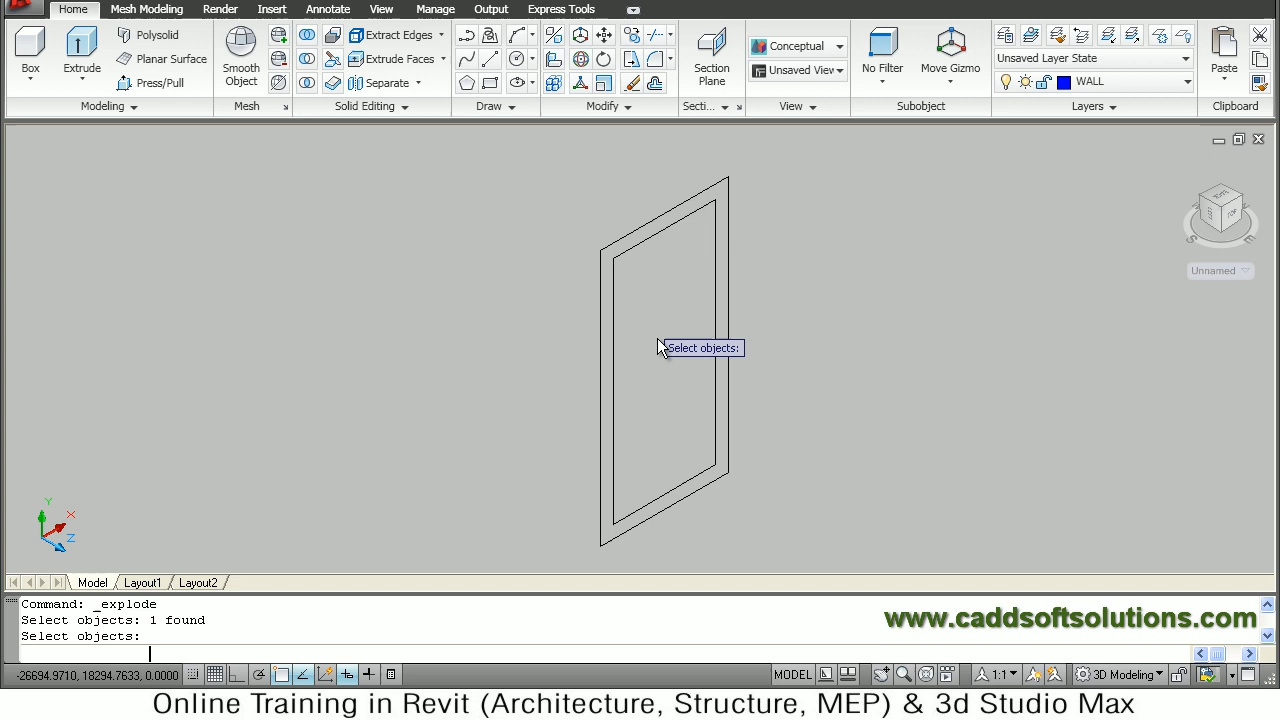 Home Mesh Modeling Render Insert Annotate View Manage Output Express Tools
Box
Extrude
Polysolid
Planar Surface
Press/Pull
Modeling
Smooth
Object
Mesh
Extract Edges
Extrude Faces
Separate
Solid Editing
Draw
Modify
Section
Plane
Secti...
Conceptual
Unsaved View
View
No Filter
Move Gizmo
Subobject
Unsaved Layer State
WALL
Layers
Paste
Clipboard
S
E
Unnamed
Select objects:
Y
X
Z
Model Layout1 Layout2
Command: _explode
Select objects: 1 found
Select objects:
www.caddsoftsolutions.com
-26694.9710, 18294.7633, 0.0000
MODEL
1:1
3D Modeling
Online Training in Revit (Architecture, Structure, MEP) & 3d Studio Max